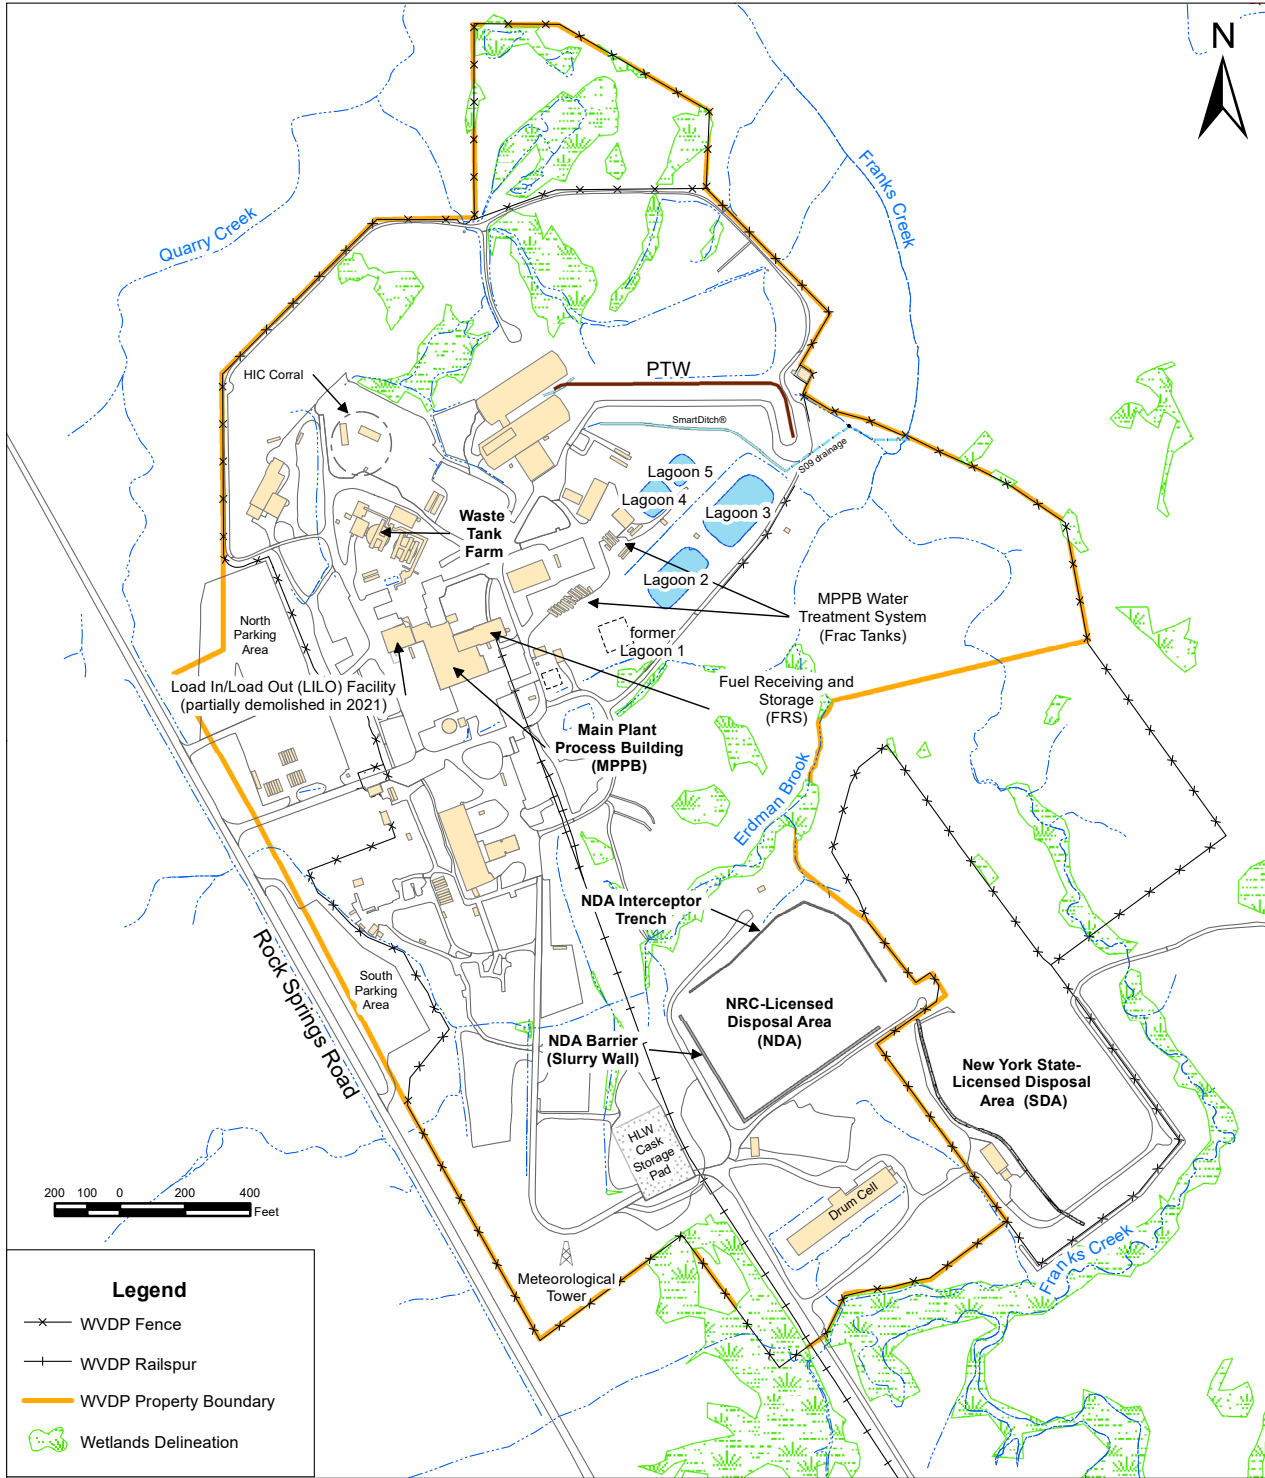 N
Franks Creek
Quarry Creek
HIC Corral
PTW
SmartDitch®
S09 drainage
Lagoon 5
Lagoon 4
Lagoon 3
Waste
Tank
Farm
Lagoon 2
MPPB Water
Treatment System
(Frac Tanks)
North
Parking
Area
former
Lagoon 1
Load In/Load Out (LILO) Facility
(partially demolished in 2021)
Fuel Receiving and
Storage
(FRS)
Main Plant
Process Building
(MPPB)
Erdman Brook
NDA Interceptor
Trench
Rock Springs Road
South
Parking
Area
NRC-Licensed
Disposal Area
(NDA)
NDA Barrier
(Slurry Wall)
New York State-
Licensed Disposal
Area (SDA)
HLW
Cask
Storage
Pad
Drum Cell
Franks Creek
200 100 0 200 400
Feet
Meteorological
Tower
Legend
WVDP Fence
WVDP Railspur
WVDP Property Boundary
Wetlands Delineation